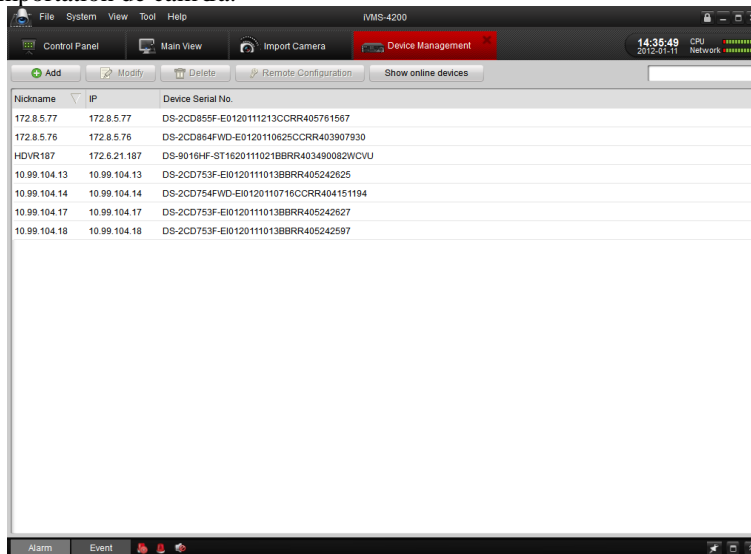 File System View Tool Help iVMS-4200
Control Panel Main View Import Camera Device Management 14:35:49 CPU
2012-01-11 Network
Add Modify Delete Remote Configuration Show online devices
Nickname IP Device Serial No.
172.8.5.77 172.8.5.77 DS-2CD855F-E0120111213CCRR405761567
172.8.5.76 172.8.5.76 DS-2CD864FWD-E0120110625CCRR403907930
HDVR187 172.6.21.187 DS-9016HF-ST1620111021BBRR403490082WCVU
10.99.104.13 10.99.104.13 DS-2CD753F-EI0120111013BBRR405242625
10.99.104.14 10.99.104.14 DS-2CD754FWD-EI0120110716CCRR404151194
10.99.104.17 10.99.104.17 DS-2CD753F-EI0120111013BBRR405242627
10.99.104.18 10.99.104.18 DS-2CD753F-EI0120111013BBRR405242597
Alarm Event